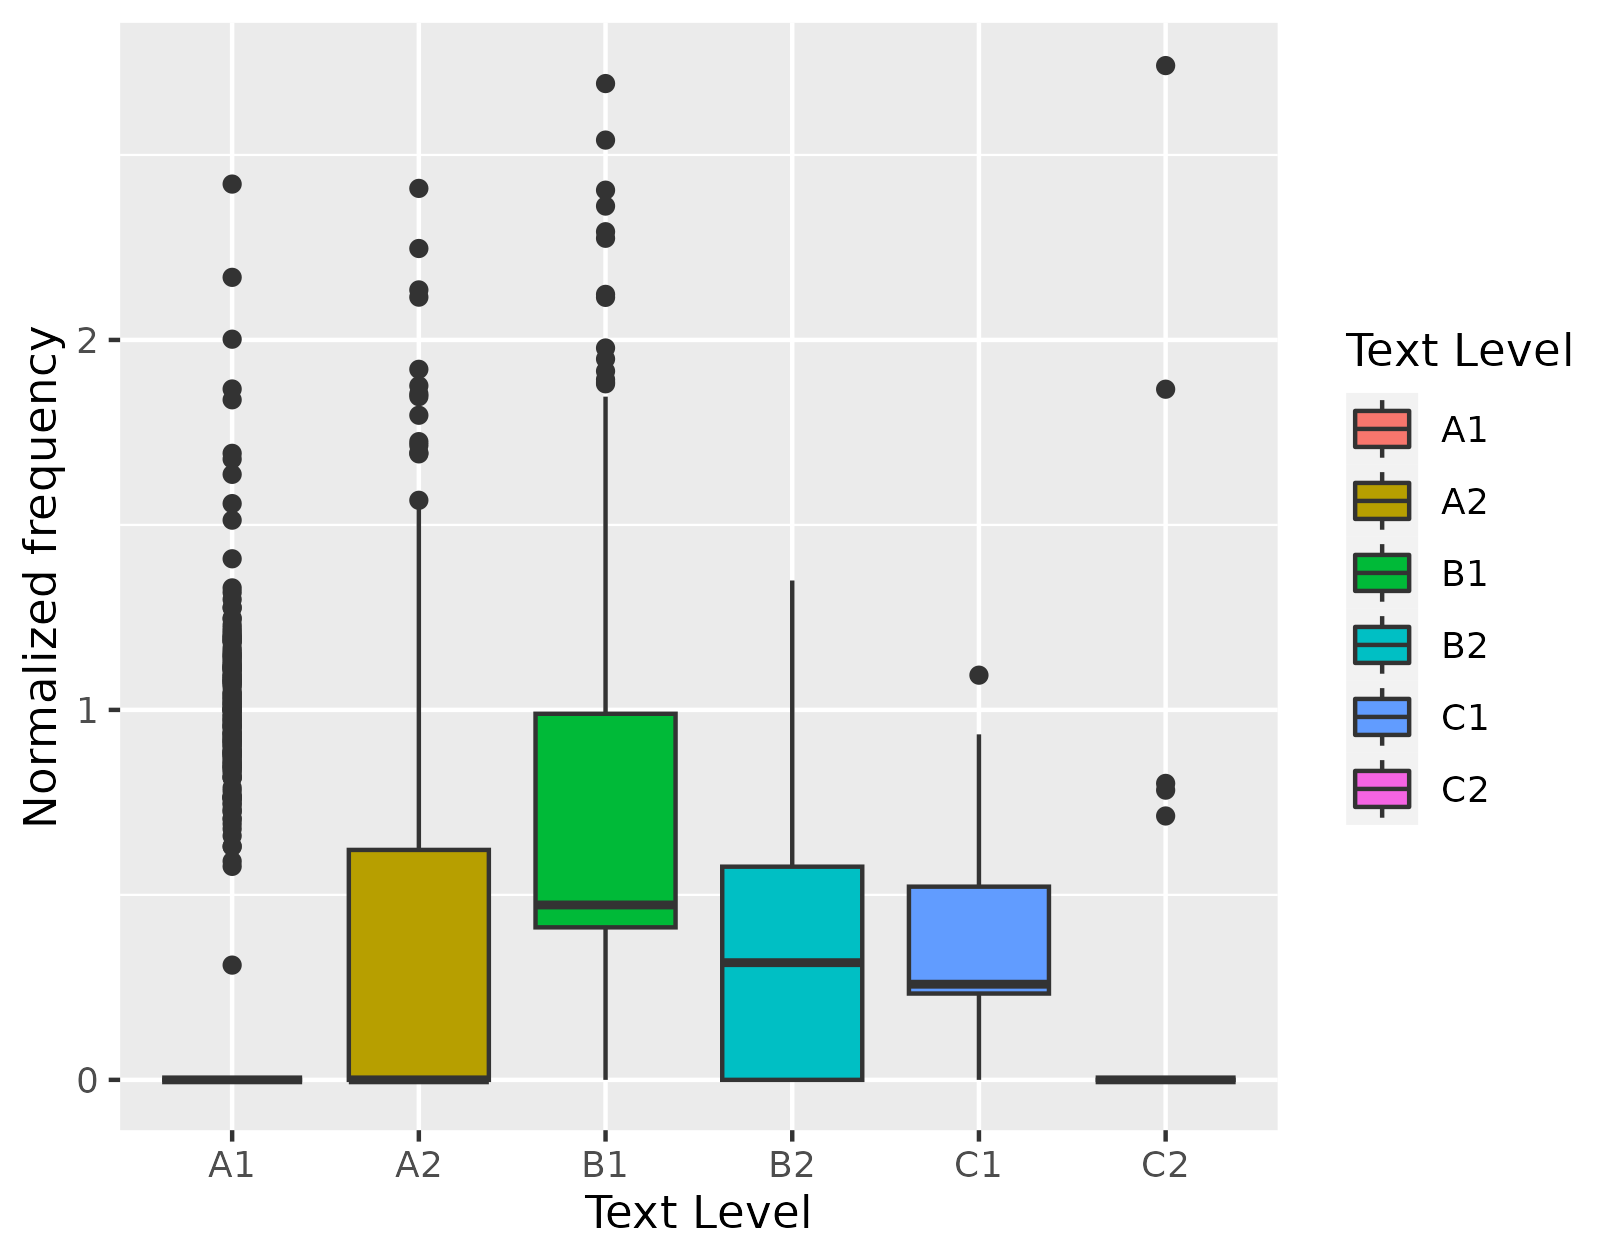 Normalized frequency
2
1
0
A1 A2 B1 B2 C1 C2
Text Level
Text Level
A1
A2
B1
B2
C1
C2